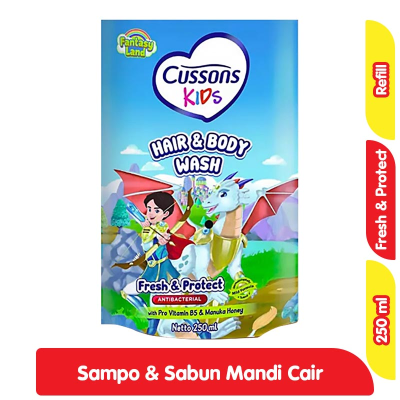 Fantasy
Land
Cussons
KIDS
HAIR & BODY
WASH
Fresh & Protect
ANTIBACTERIAL
with Pro Vitamin B5 & Manuka Honey
Netto 250 ml
Refill
Fresh & Protect
250 ml
Sampo & Sabun Mandi Cair